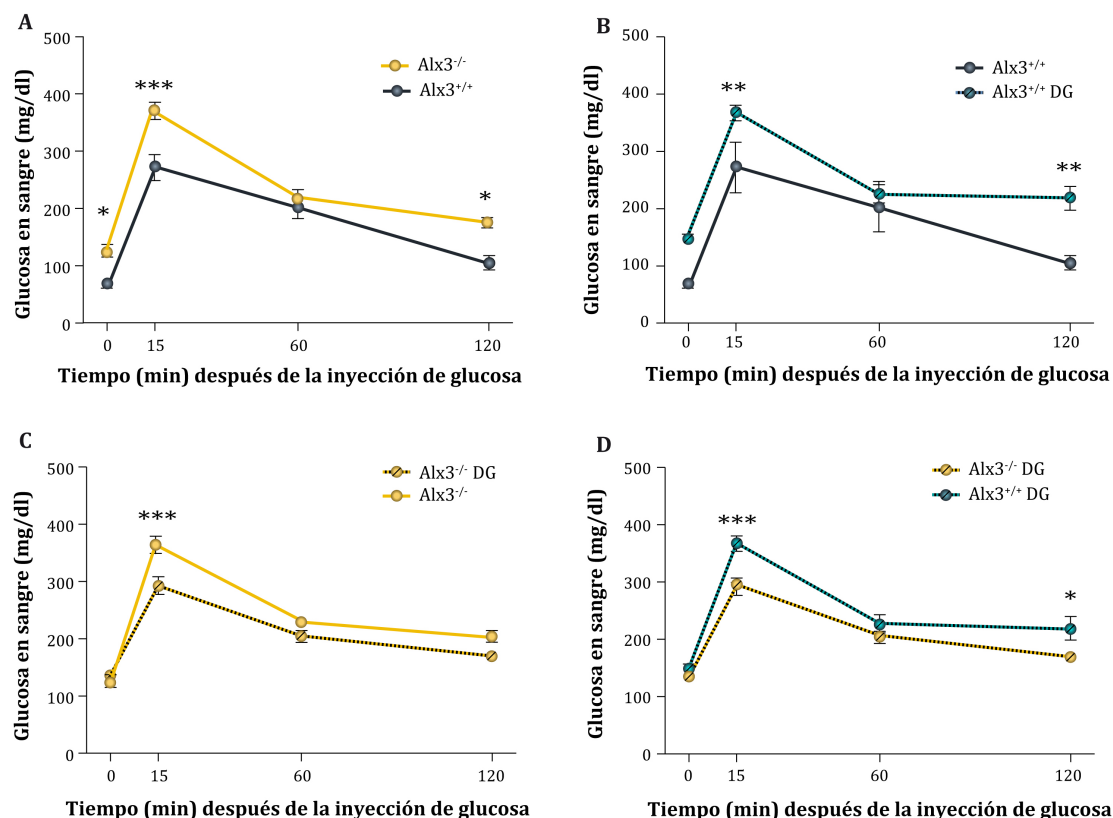 A
Glucosa en sangre (mg/dl)
500
400
300
200
100
0
***
*
*
Alx3-/-
Alx3+/+
0 15 60 120
Tiempo (min) después de la inyección de glucosa
B
Glucosa en sangre (mg/dl)
500
400
300
200
100
0
**
**
Alx3+/+
Alx3+/+ DG
0 15 60 120
Tiempo (min) después de la inyección de glucosa
C
Glucosa en sangre (mg/dl)
500
400
300
200
100
0
***
Alx3-/- DG
Alx3-/-
0 15 60 120
Tiempo (min) después de la inyección de glucosa
D
Glucosa en sangre (mg/dl)
500
400
300
200
100
0
***
*
Alx3-/- DG
Alx3+/+ DG
0 15 60 120
Tiempo (min) después de la inyección de glucosa